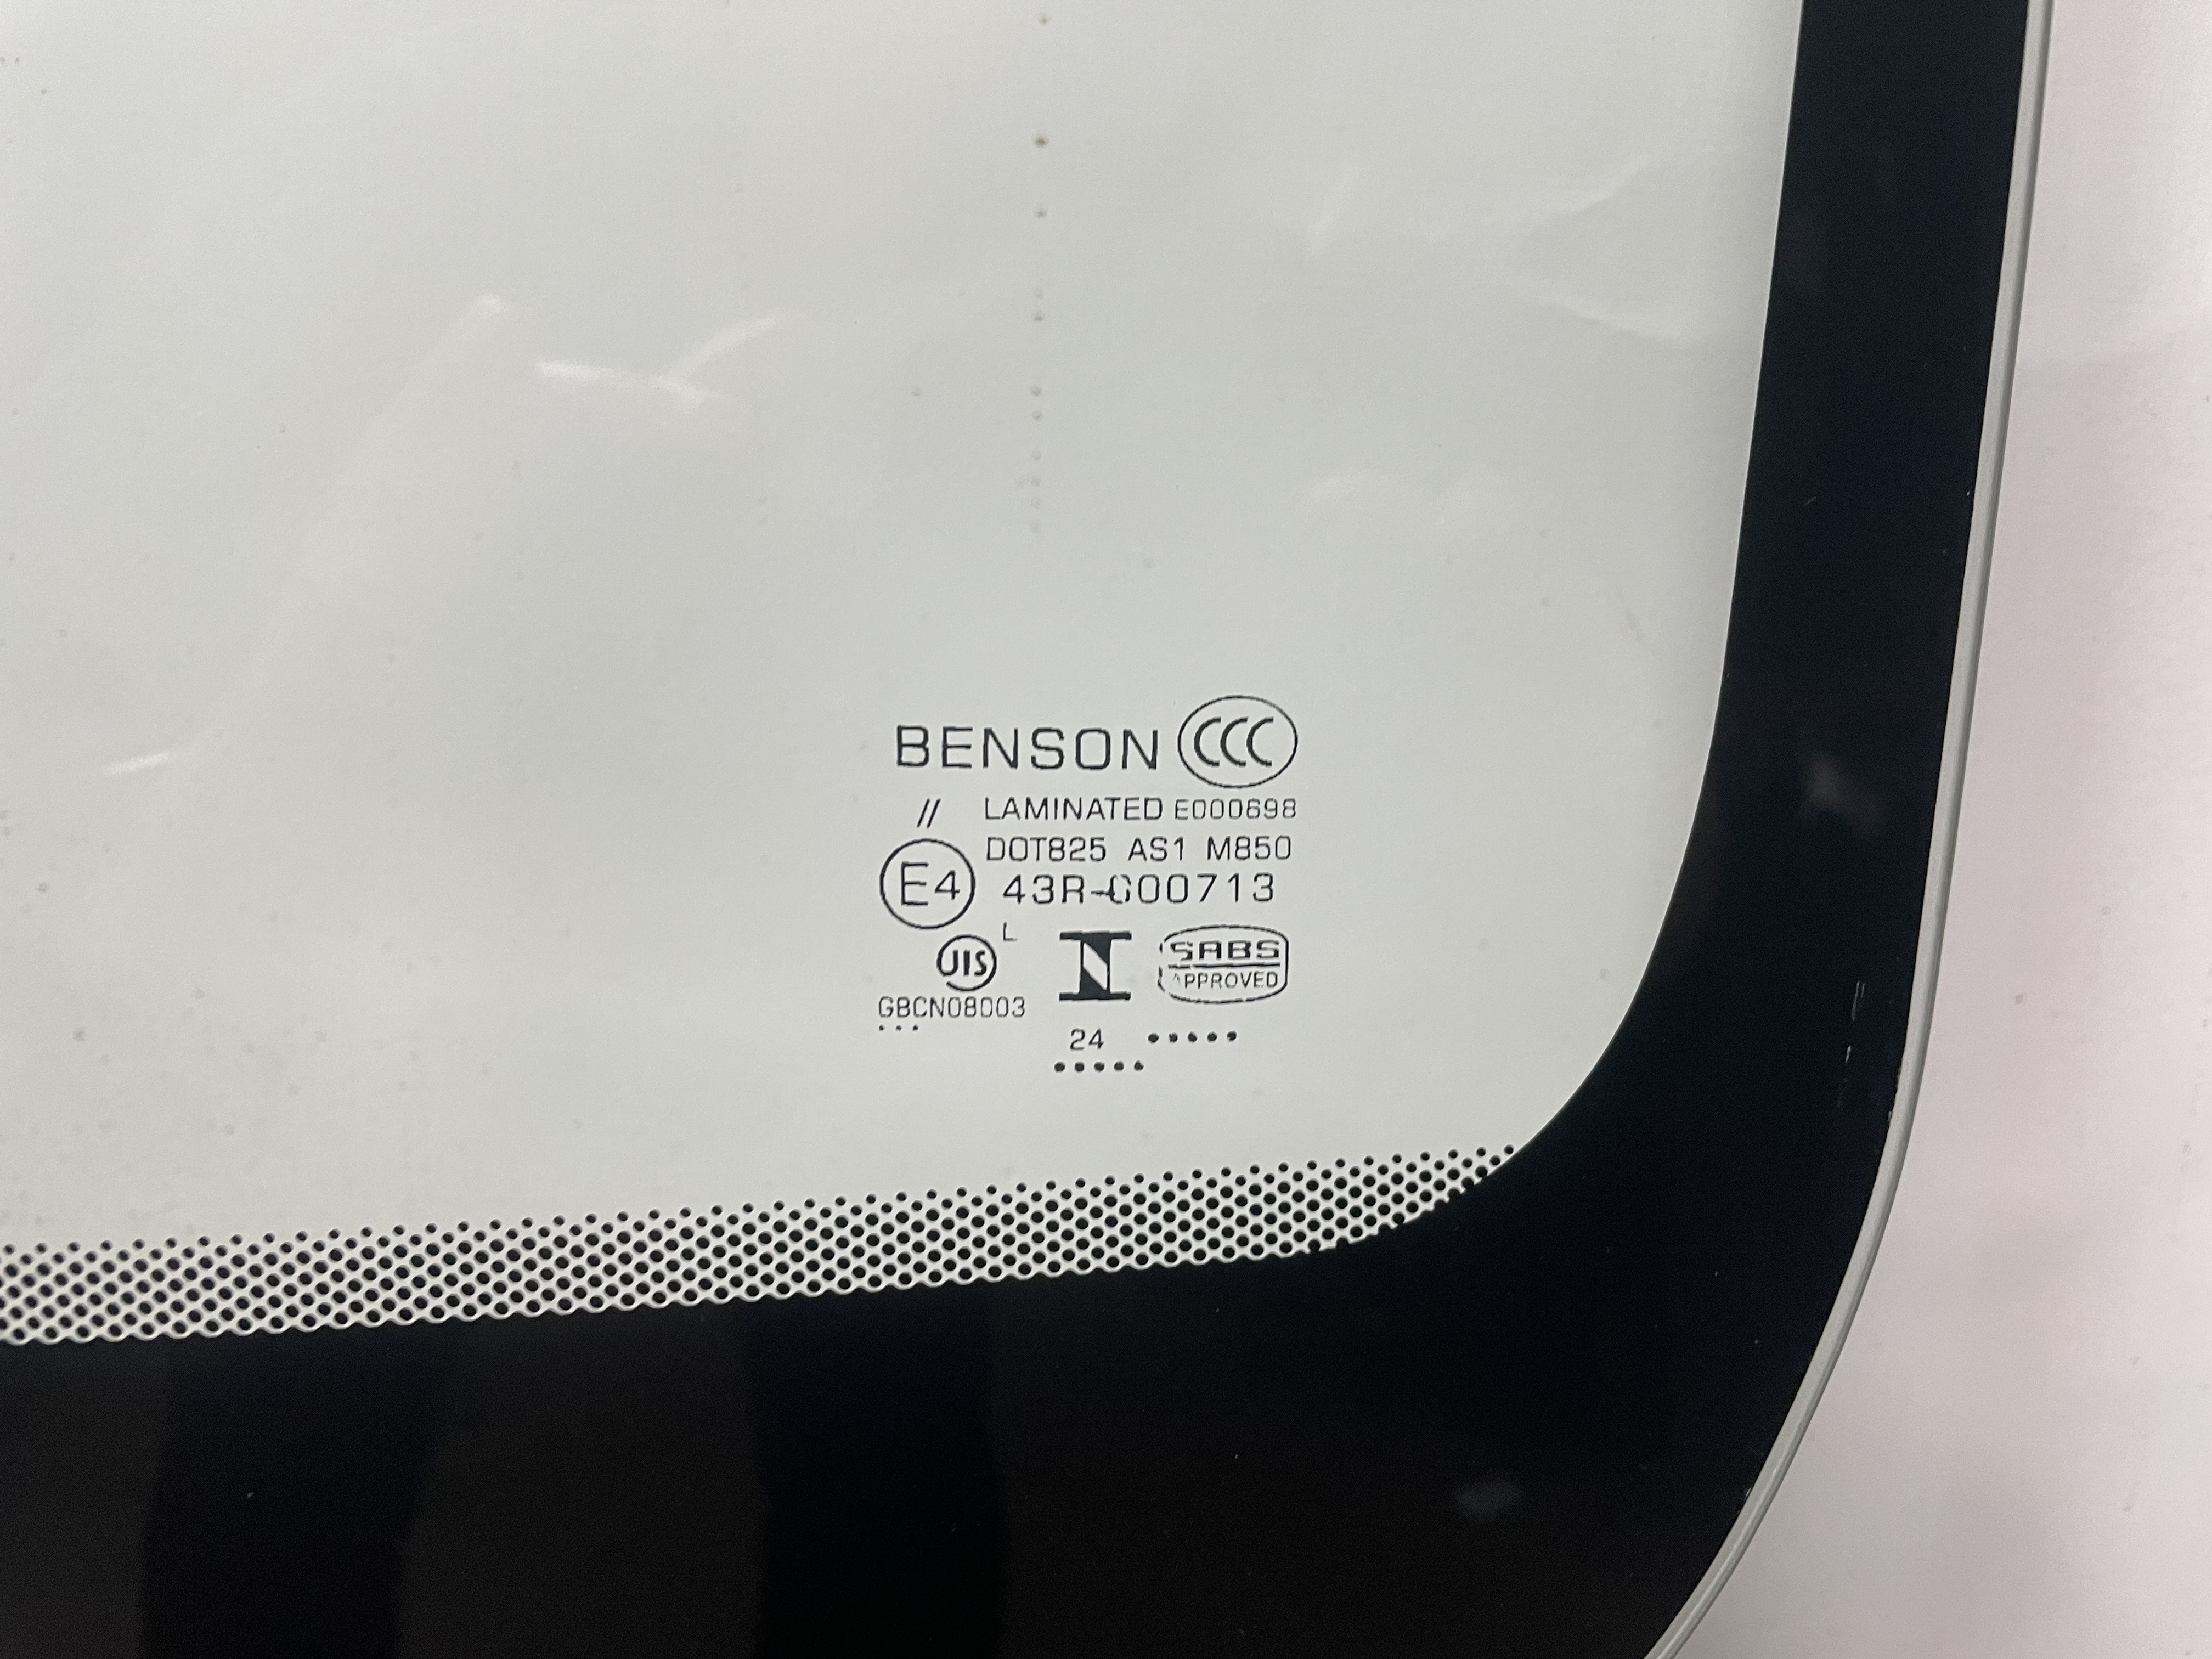 BENSON CCC
// LAMINATED E000698
DOT825 AS1 M850
E4 43R-000713
L
JIS N SABS
APPROVED
GBCN08003
24